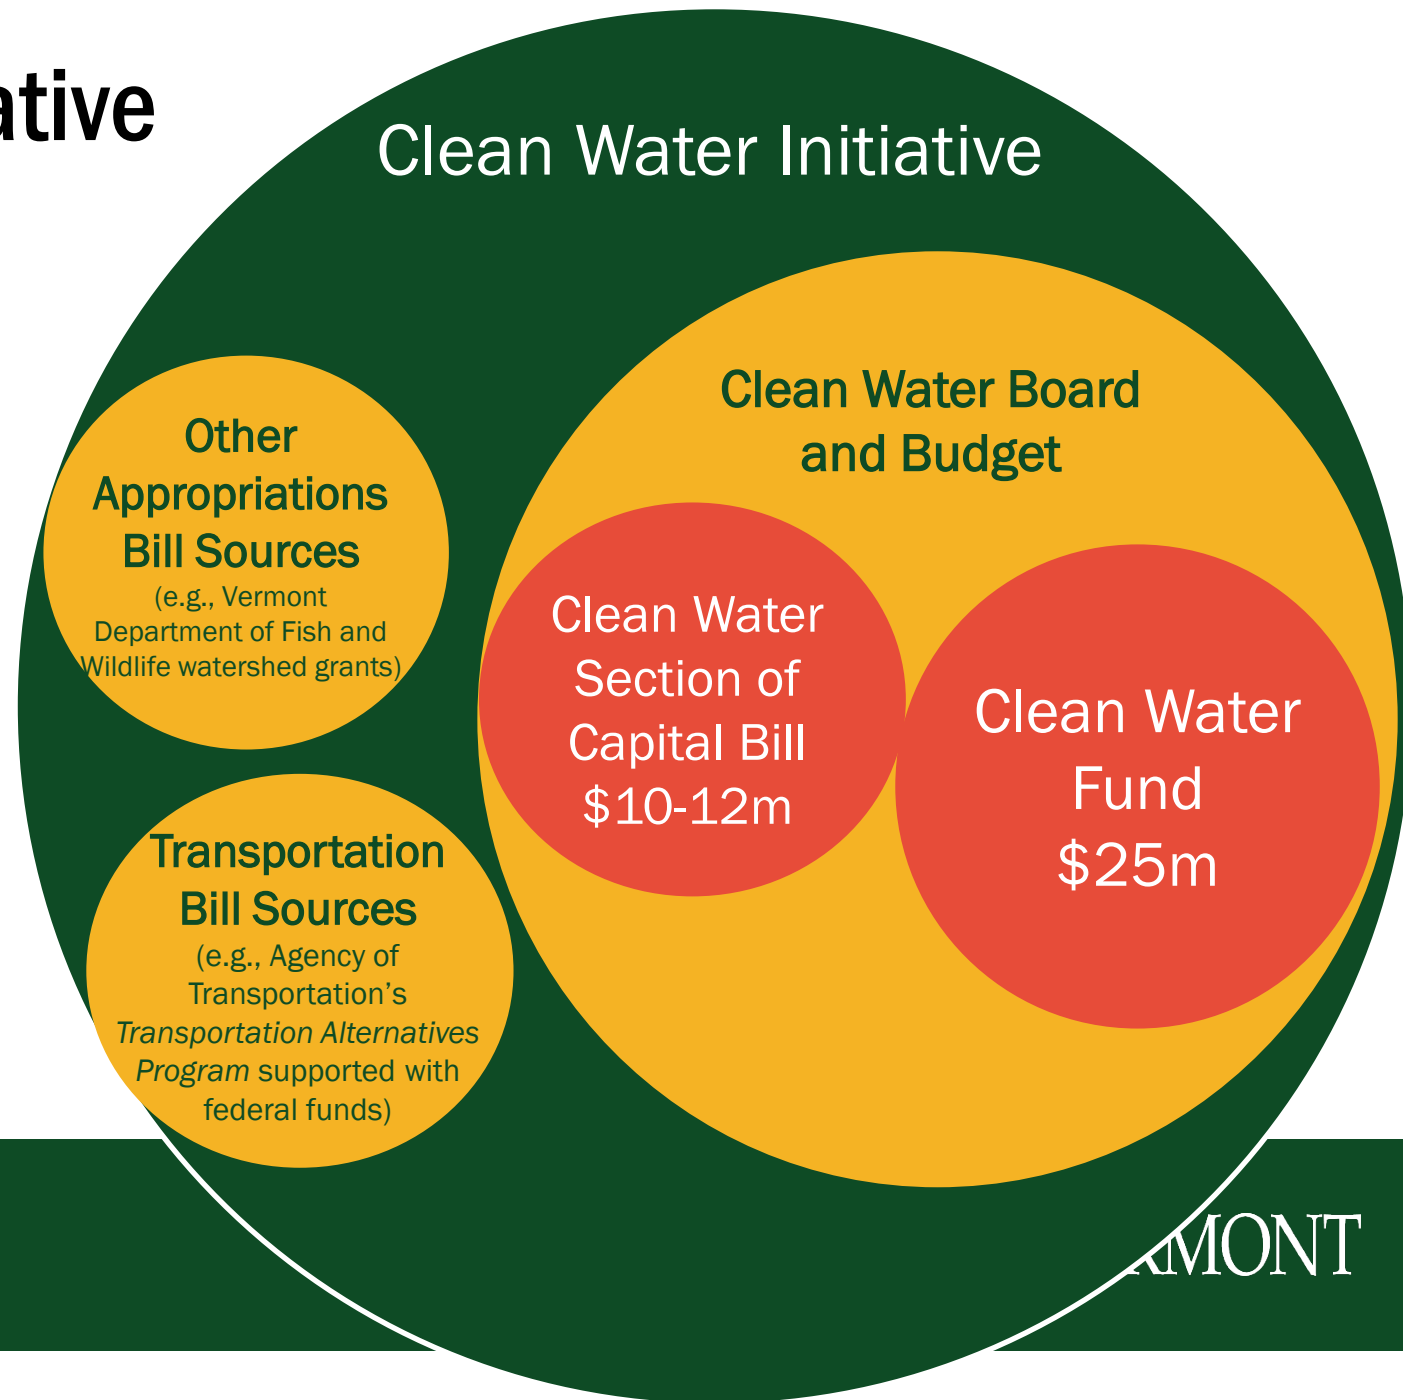 ative
Clean Water Initiative
Clean Water Board
and Budget
Other
Appropriations
Bill Sources
(e.g., Vermont
Department of Fish and
Wildlife watershed grants)
Clean Water
Section of
Capital Bill
$10-12m
Clean Water
Fund
$25m
Transportation
Bill Sources
(e.g., Agency of
Transportation’s
Transportation Alternatives
Program supported with
federal funds)
RMONT